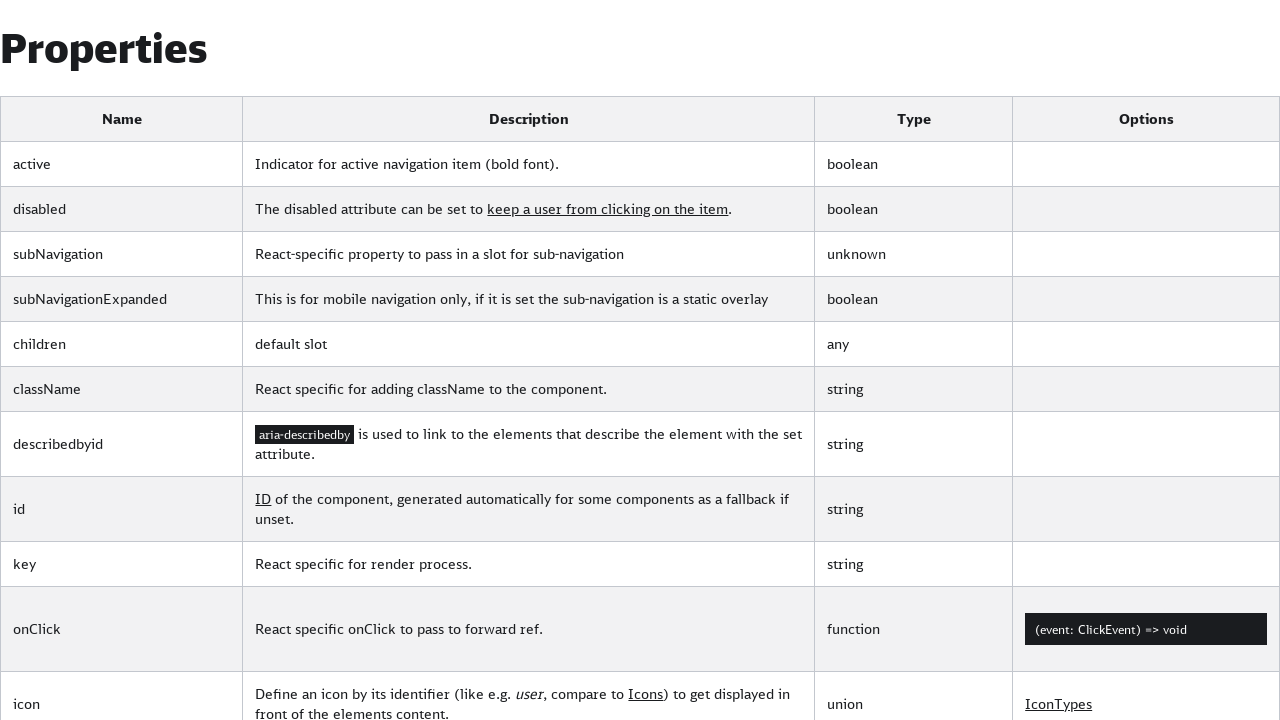 Properties
Name Description Type Options
active Indicator for active navigation item (bold font). boolean
disabled The disabled attribute can be set to keep a user from clicking on the item. boolean
subNavigation React-specific property to pass in a slot for sub-navigation unknown
subNavigationExpanded This is for mobile navigation only, if it is set the sub-navigation is a static overlay boolean
children default slot any
className React specific for adding className to the component. string
describedbyid aria-describedby is used to link to the elements that describe the element with the set string
attribute.
id ID of the component, generated automatically for some components as a fallback if string
unset.
key React specific for render process. string
onClick React specific onClick to pass to forward ref. function (event: ClickEvent) => void
icon Define an icon by its identifier (like e.g. user, compare to Icons) to get displayed in union IconTypes
front of the elements content.